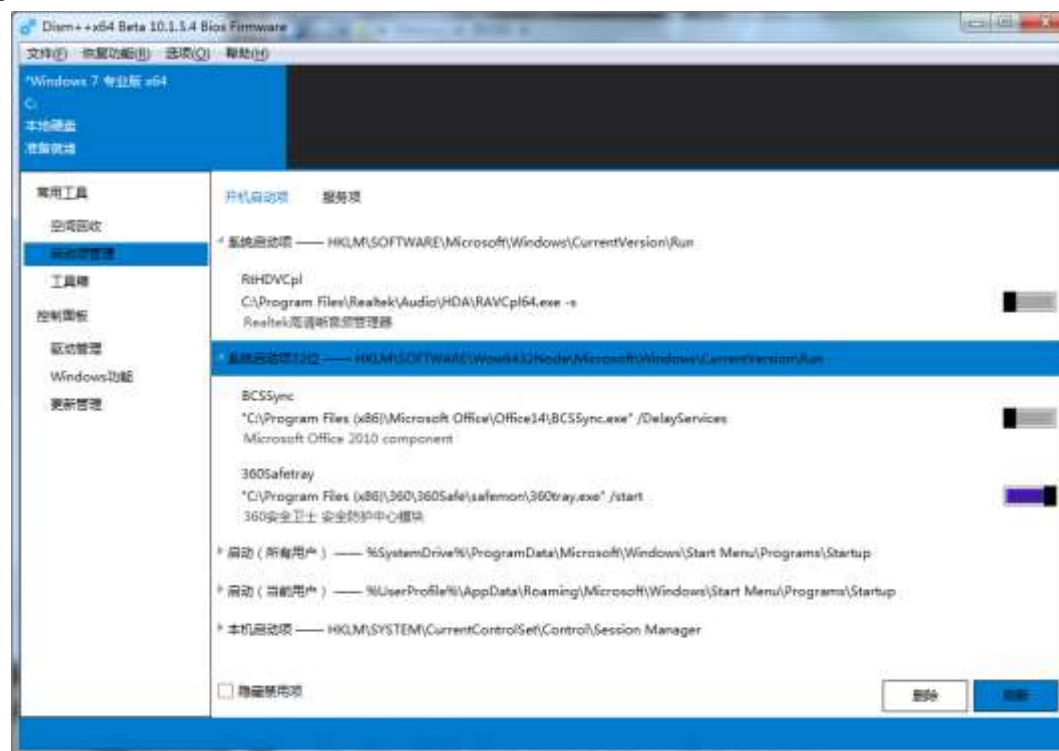 Dism++x64 Beta 10.1.5.4 Bios Firmware
文件(F) 恢复功能(R) 选项(O) 帮助(H)
*Windows 7 专业版 x64
C:
本地硬盘
准备就绪
常用工具
空间回收
启动项管理
工具箱
控制面板
驱动管理
Windows功能
更新管理
开机启动项 服务项
系统启动项 —— HKLM\SOFTWARE\Microsoft\Windows\CurrentVersion\Run
RtHDVCpl
C:\Program Files\Realtek\Audio\HDA\RAVCpl64.exe -s
Realtek高清晰音频管理器
系统启动项32位 —— HKLM\SOFTWARE\Wow6432Node\Microsoft\Windows\CurrentVersion\Run
BCSSync
"C:\Program Files (x86)\Microsoft Office\Office14\BCSSync.exe" /DelayServices
Microsoft Office 2010 component
360Safetray
"C:\Program Files (x86)\360\360Safe\safemon\360tray.exe" /start
360安全卫士 安全防护中心模块
启动（所有用户） —— %SystemDrive%\ProgramData\Microsoft\Windows\Start Menu\Programs\Startup
启动（当前用户） —— %UserProfile%\AppData\Roaming\Microsoft\Windows\Start Menu\Programs\Startup
本机启动项 —— HKLM\SYSTEM\CurrentControlSet\Control\Session Manager
隐藏禁用项
删除 刷新